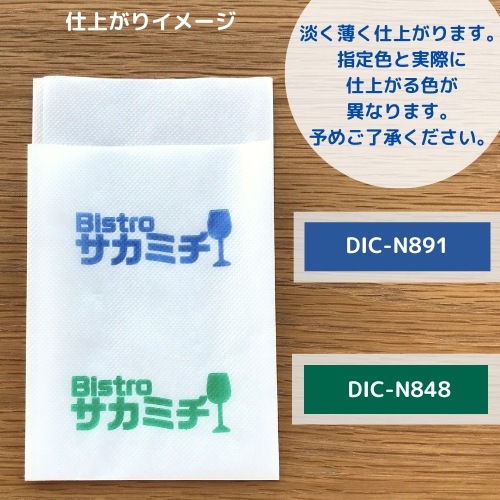 仕上がりイメージ
淡く薄く仕上がります。
指定色と実際に
仕上がる色が
異なります。
予めご了承ください。
Bistro
サカミチ
DIC-N891
Bistro
サカミチ
DIC-N848